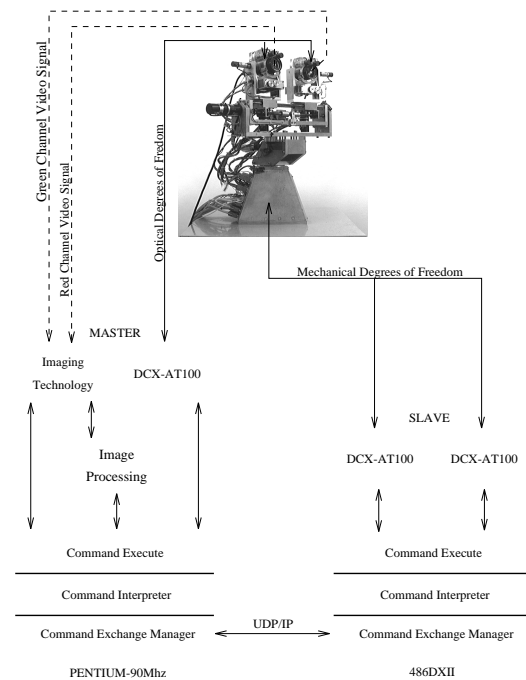 Green Channel Video Signal
Red Channel Video Signal
Optical Degrees of Fredom
Mechanical Degrees of Freedom
MASTER
Imaging
Technology
DCX-AT100
SLAVE
Image
Processing
DCX-AT100
DCX-AT100
Command Execute
Command Execute
Command Interpreter
Command Interpreter
Command Exchange Manager
UDP/IP
Command Exchange Manager
PENTIUM-90Mhz
486DXII